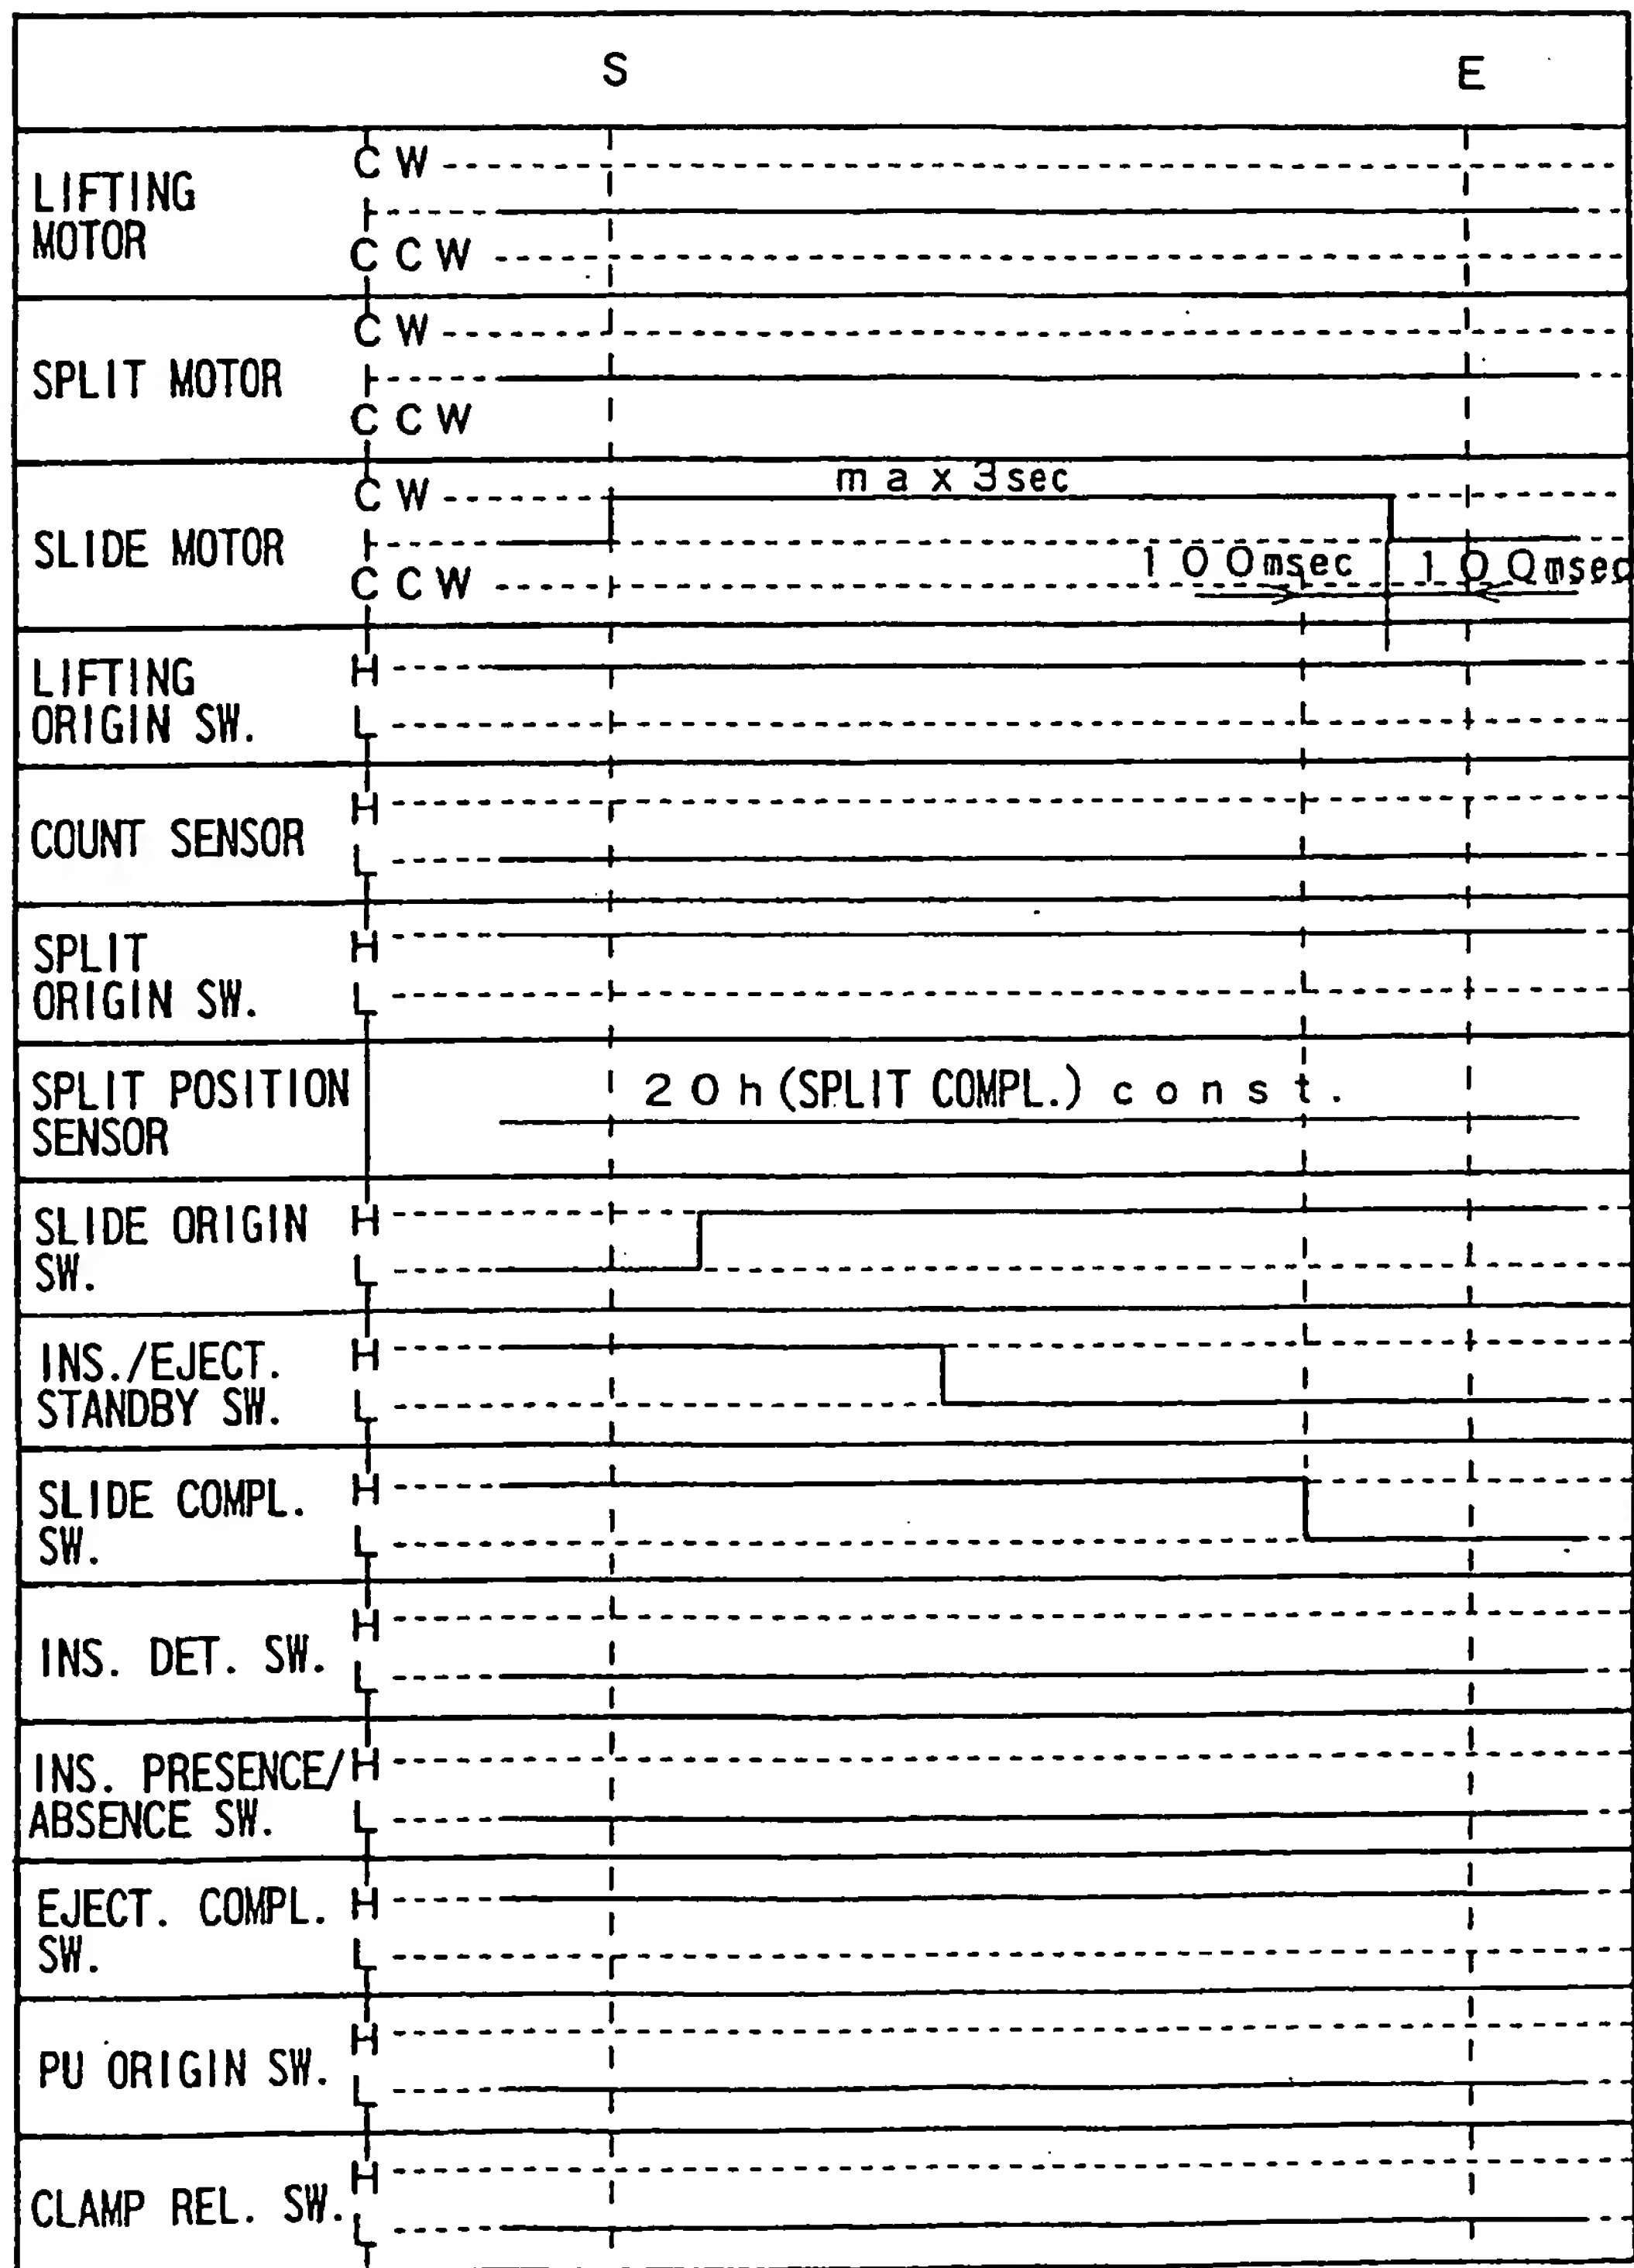 S E
LIFTING
MOTOR
CW
CCW
SPLIT MOTOR
CW
CCW
SLIDE MOTOR
CW
CCW
max 3sec
100msec 100msec
LIFTING
ORIGIN SW.
H
L
COUNT SENSOR
H
L
SPLIT
ORIGIN SW.
H
L
SPLIT POSITION
SENSOR
20h (SPLIT COMPL.) const.
SLIDE ORIGIN
SW.
H
L
INS./EJECT.
STANDBY SW.
H
L
SLIDE COMPL.
SW.
H
L
INS. DET. SW.
H
L
INS. PRESENCE/
ABSENCE SW.
H
L
EJECT. COMPL.
SW.
H
L
PU ORIGIN SW.
H
L
CLAMP REL. SW.
H
L